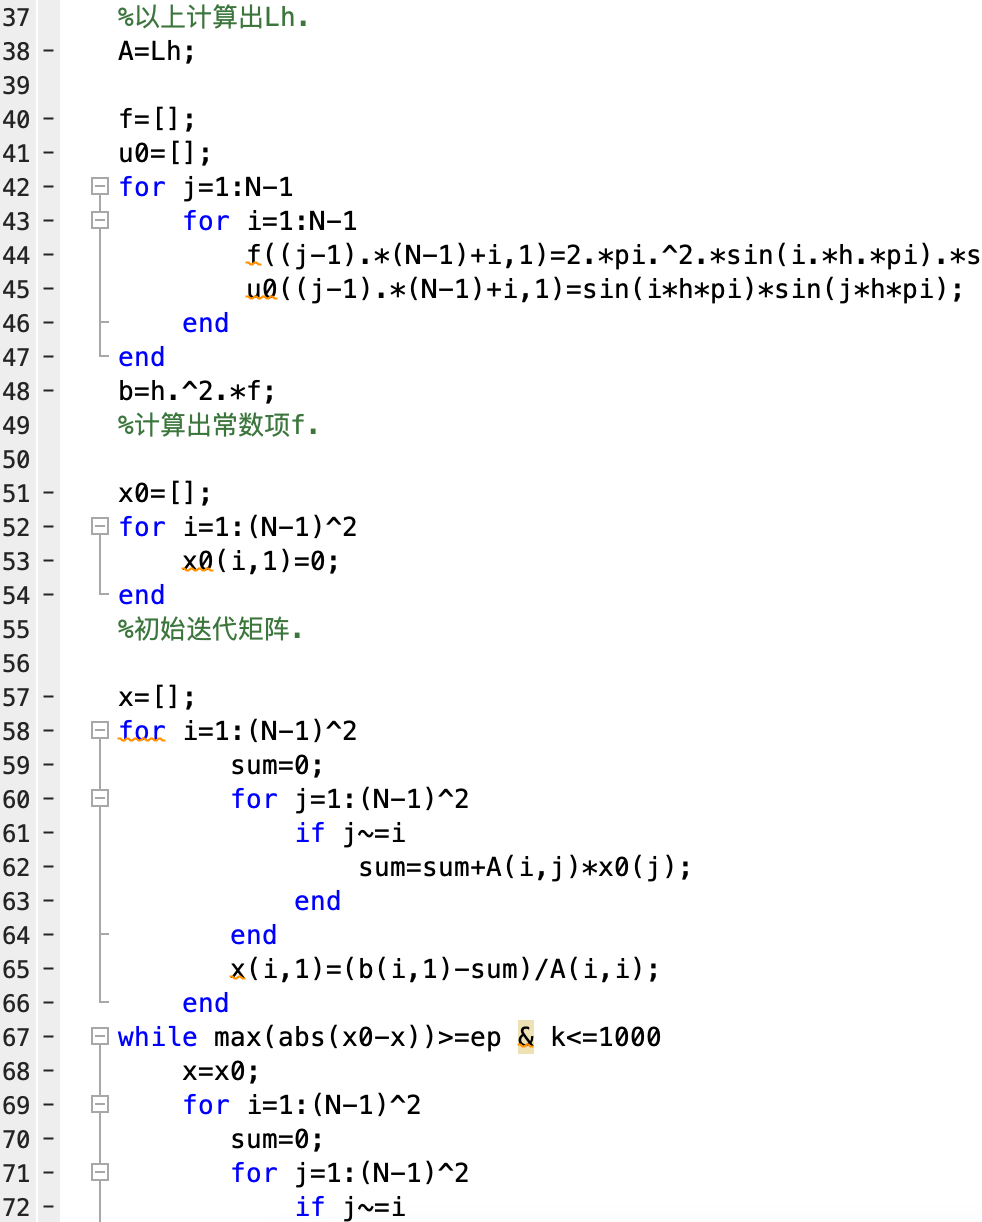 37 %以上计算出Lh.
38 - A=Lh;
39
40 - f=[];
41 - u0=[];
42 - for j=1:N-1
43 - for i=1:N-1
44 - f((j-1).*(N-1)+i,1)=2.*pi.^2.*sin(i.*h.*pi).*s
45 - u0((j-1).*(N-1)+i,1)=sin(i*h*pi)*sin(j*h*pi);
46 - end
47 - end
48 - b=h.^2.*f;
49 %计算出常数项f.
50
51 - x0=[];
52 - for i=1:(N-1)^2
53 - x0(i,1)=0;
54 - end
55 %初始迭代矩阵.
56
57 - x=[];
58 - for i=1:(N-1)^2
59 - sum=0;
60 - for j=1:(N-1)^2
61 - if j~=i
62 - sum=sum+A(i,j)*x0(j);
63 - end
64 - end
65 - x(i,1)=(b(i,1)-sum)/A(i,i);
66 - end
67 - while max(abs(x0-x))>=ep & k<=1000
68 - x=x0;
69 - for i=1:(N-1)^2
70 - sum=0;
71 - for j=1:(N-1)^2
72 - if j~=i